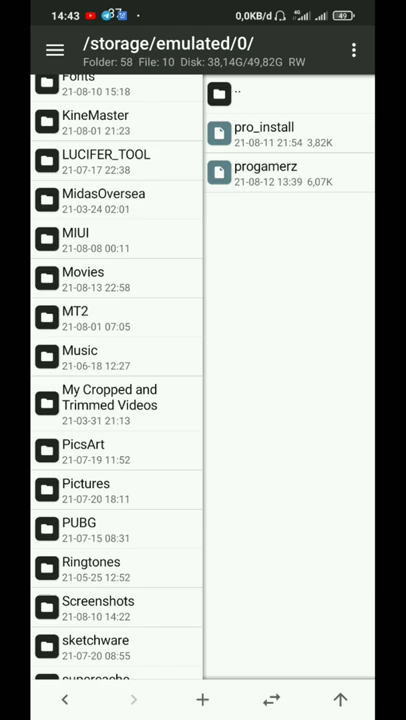 14:43
0,0KB/d
49
/storage/emulated/0/
Folder: 58 File: 10 Disk: 38,14G/49,82G RW
Fonts
21-08-10 15:18
KineMaster
21-08-01 21:23
LUCIFER_TOOL
21-07-17 22:38
MidasOversea
21-03-24 02:01
MIUI
21-08-08 00:11
Movies
21-08-13 22:58
MT2
21-08-01 07:05
Music
21-06-18 12:27
My Cropped and
Trimmed Videos
21-03-31 21:13
PicsArt
21-07-19 11:52
Pictures
21-07-20 18:11
PUBG
21-07-15 08:31
Ringtones
21-05-25 12:52
Screenshots
21-08-10 14:22
sketchware
21-07-20 08:55
supercache
..
pro_install
21-08-11 21:54 3,82K
progamerz
21-08-12 13:39 6,07K